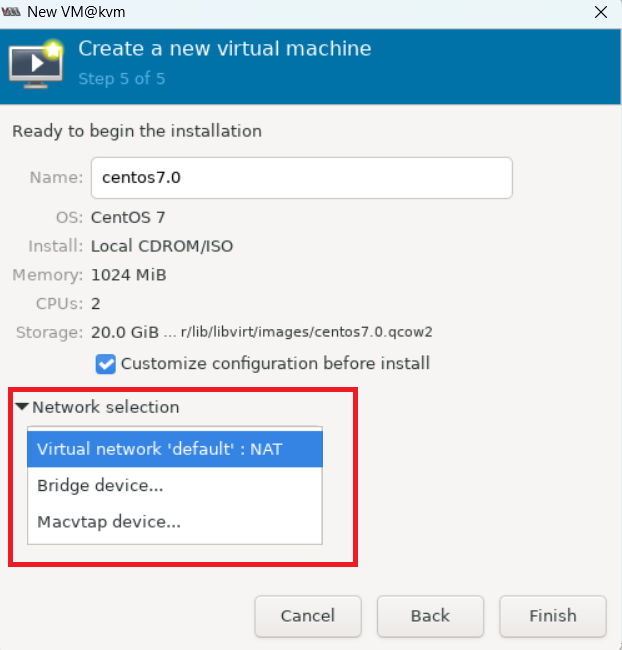 New VM@kvm
Create a new virtual machine
Step 5 of 5
Ready to begin the installation
Name: centos7.0
OS: CentOS 7
Install: Local CDROM/ISO
Memory: 1024 MiB
CPUs: 2
Storage: 20.0 GiB ... r/lib/libvirt/images/centos7.0.qcow2
Customize configuration before install
Network selection
Virtual network 'default' : NAT
Bridge device...
Macvtap device...
Cancel Back Finish